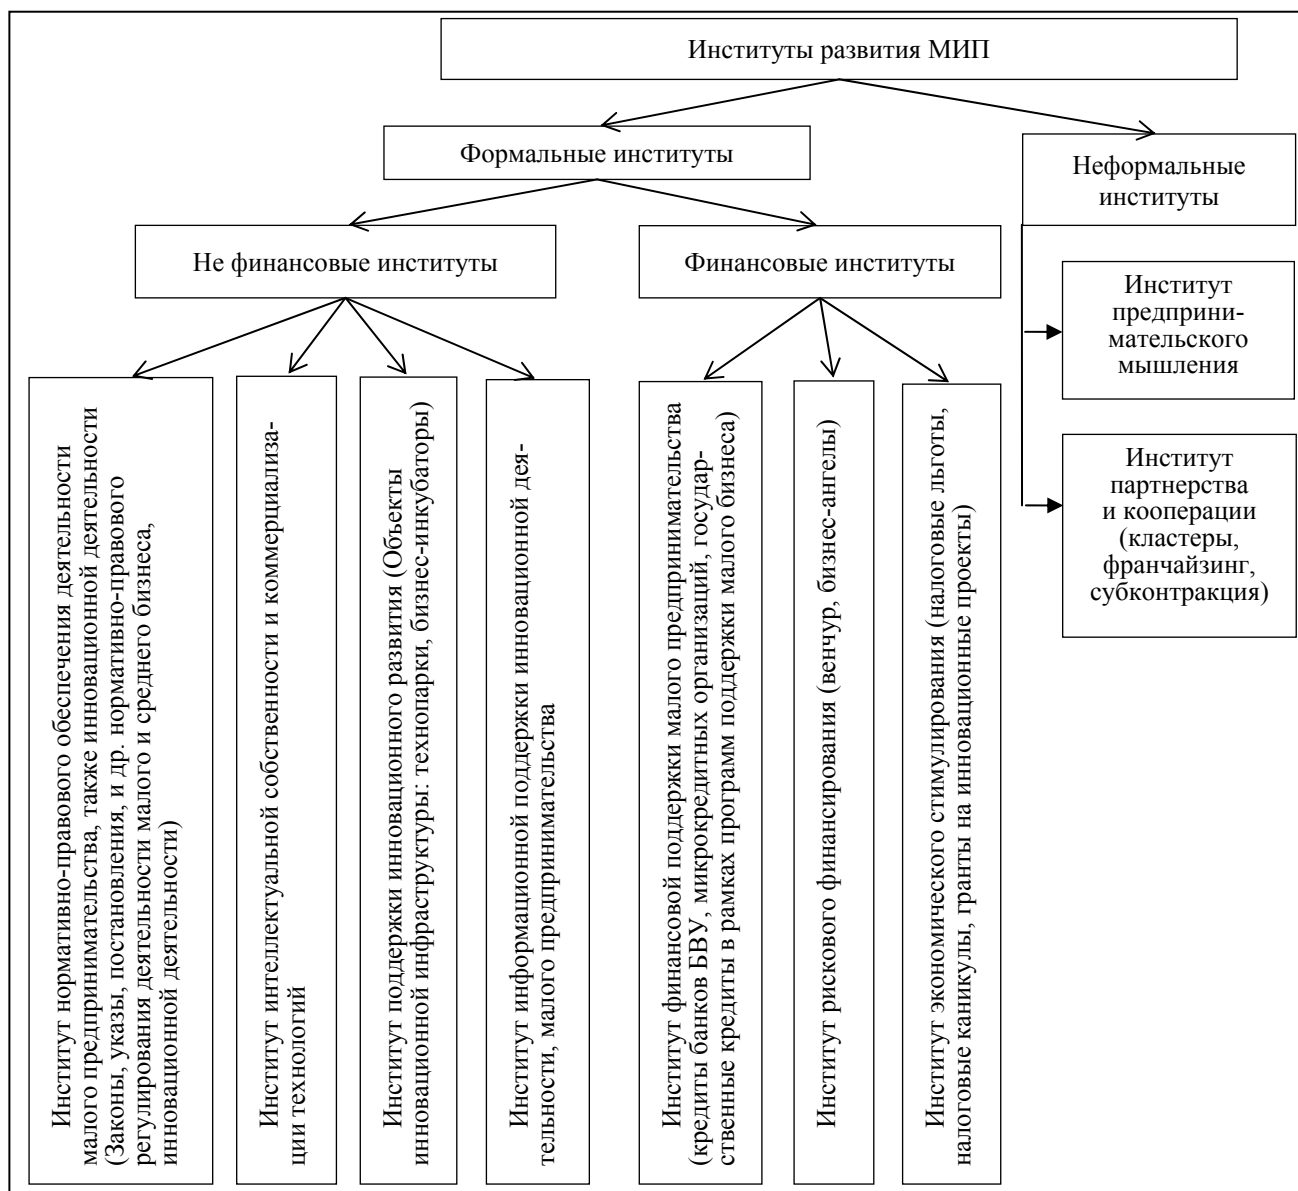 Институты развития МИП
Формальные институты
Неформальные
институты
Не финансовые институты
Финансовые институты
Институт
предприни-
мательского
мышления
Институт
партнерства
и кооперации
(кластеры,
франчайзинг,
субконтракция)
Институт нормативно-правового обеспечения деятельности
малого предпринимательства, также инновационной деятельности
(Законы, указы, постановления, и др. нормативно-правового
регулирования деятельности малого и среднего бизнеса,
инновационной деятельности)
Институт интеллектуальной собственности и коммерциализа-
ции технологий
Институт поддержки инновационного развития (Объекты
инновационной инфраструктуры: технопарки, бизнес-инкубаторы)
Институт информационной поддержки инновационной дея-
тельности, малого предпринимательства
Институт финансовой поддержки малого предпринимательства
(кредиты банков БВУ, микрокредитных организаций, государ-
ственные кредиты в рамках программ поддержки малого бизнеса)
Институт рискового финансирования (венчур, бизнес-ангелы)
Институт экономического стимулирования (налоговые льготы,
налоговые каникулы, гранты на инновационные проекты)